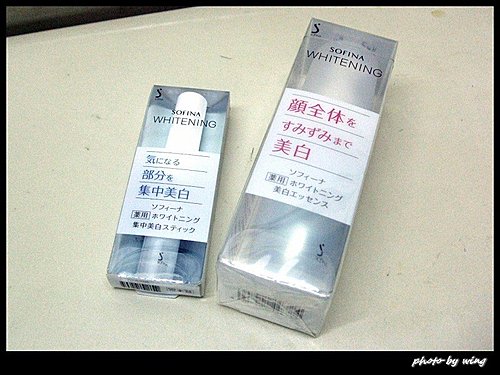 SOFINA
WHITENING
気になる
部分を
集中美白
ソフィーナ
薬用 ホワイトニング
集中美白スティック
SOFINA
WHITENING
顔全体を
すみずみまで
美白
ソフィーナ
薬用 ホワイトニング
美白エッセンス
photo by wing